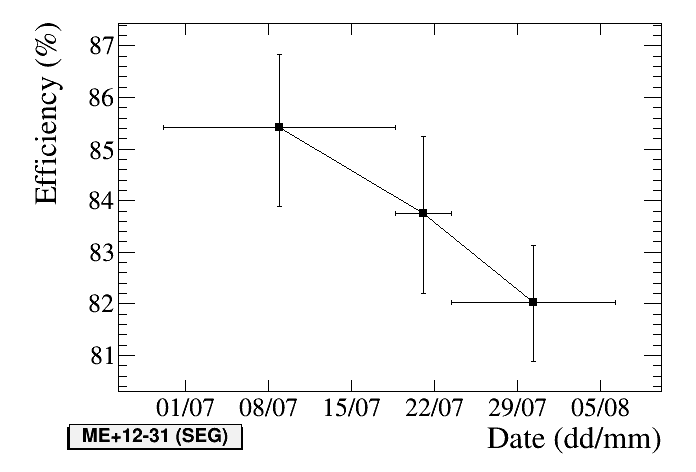 Efficiency (%)
87
86
85
84
83
82
81
01/07 08/07 15/07 22/07 29/07 05/08
ME+12-31 (SEG)
Date (dd/mm)